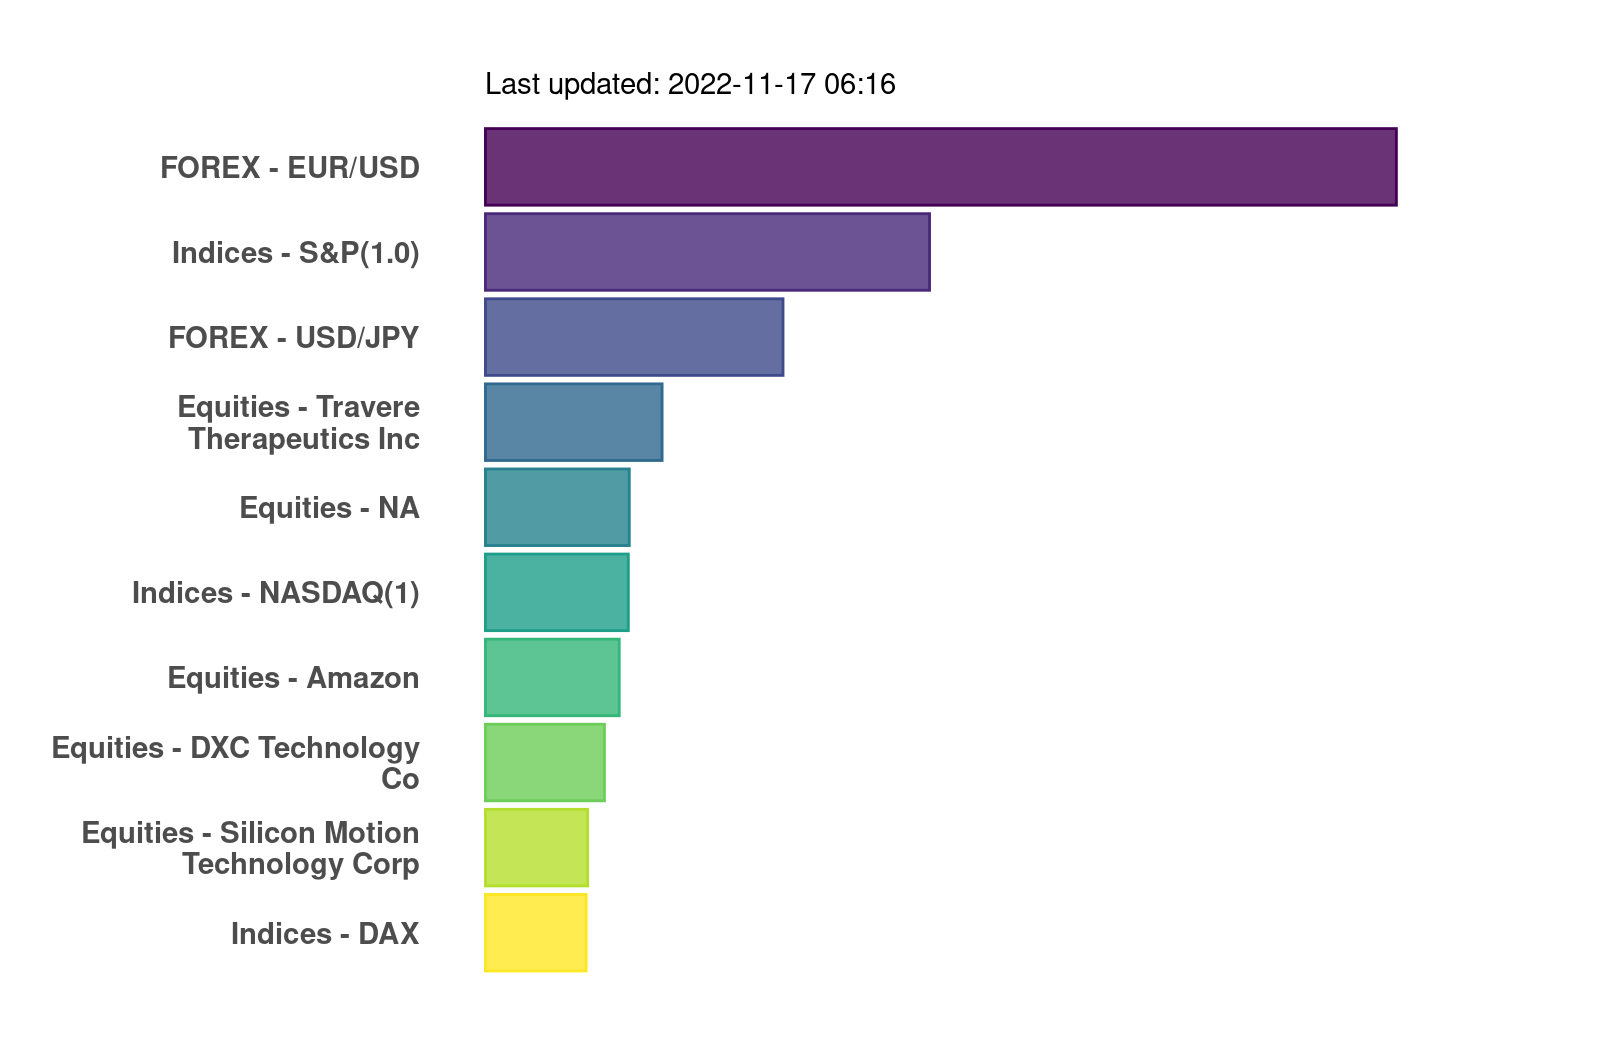 Last updated: 2022-11-17 06:16
FOREX - EUR/USD
Indices - S&P(1.0)
FOREX - USD/JPY
Equities - Travere
Therapeutics Inc
Equities - NA
Indices - NASDAQ(1)
Equities - Amazon
Equities - DXC Technology
Co
Equities - Silicon Motion
Technology Corp
Indices - DAX